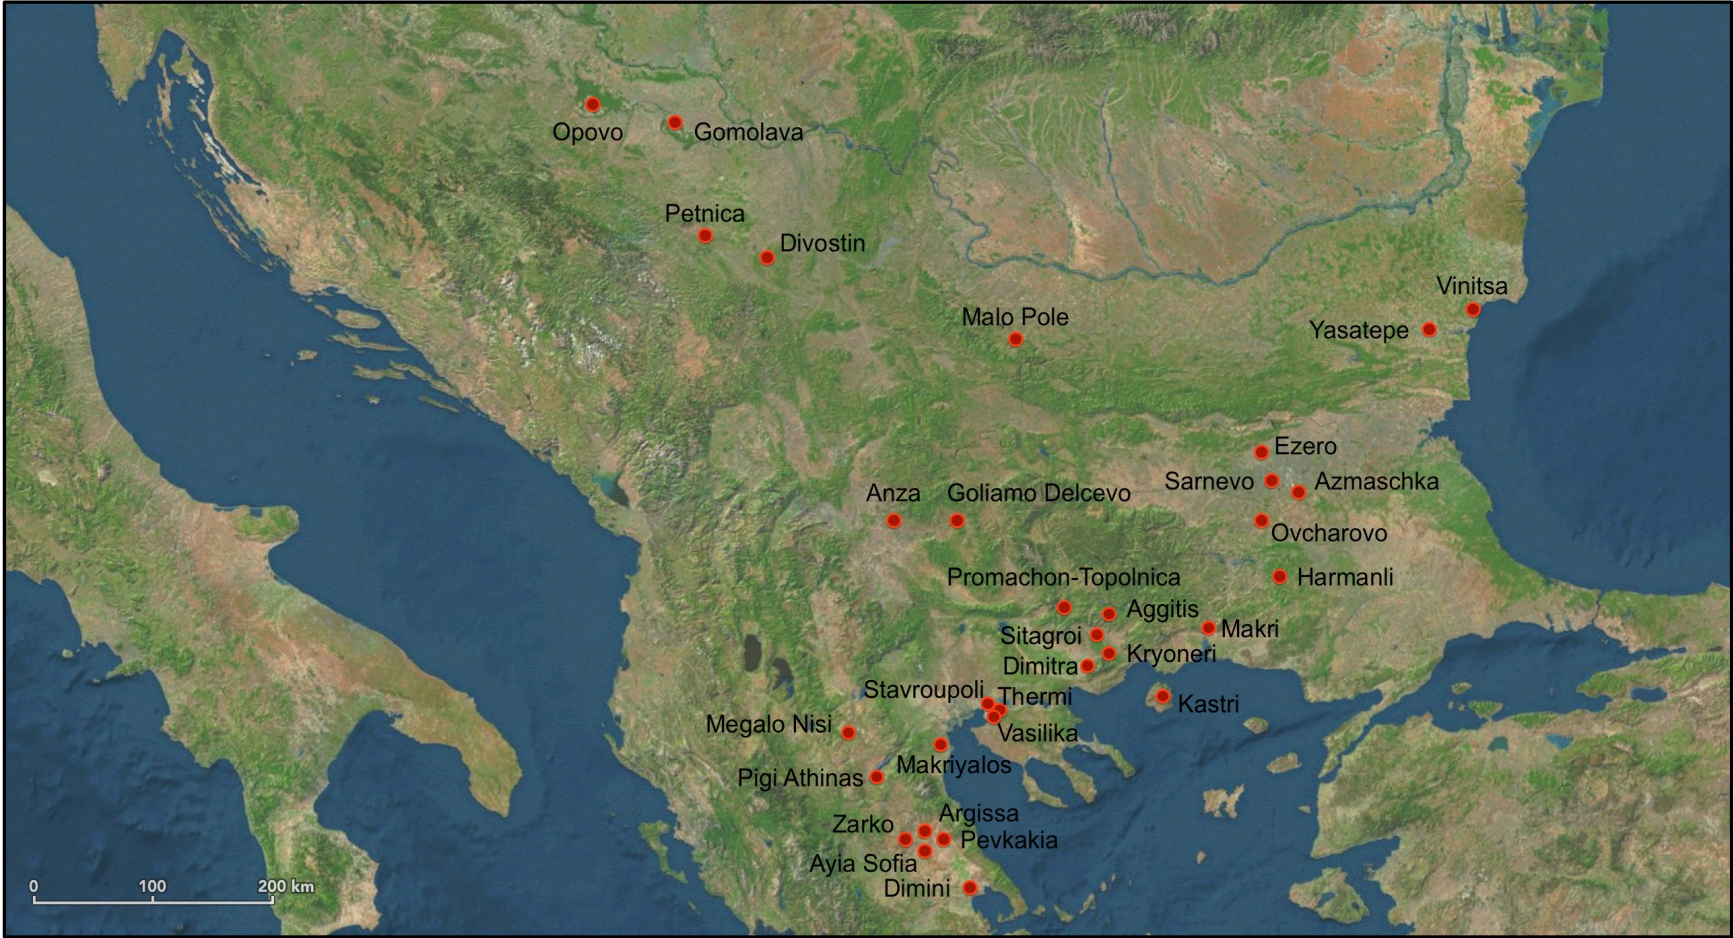 Opovo
Gomolava
Petnica
Divostin
Vinitsa
Malo Pole
Yasatepe
Ezero
Sarnevo
Azmaschka
Anza
Goliamo Delcevo
Ovcharovo
Promachon-Topolnica
Harmanli
Aggitis
Sitagroi
Makri
Kryoneri
Dimitra
Stavroupoli
Thermi
Kastri
Megalo Nisi
Vasilika
Makriyalos
Pigi Athinas
Argissa
Zarko
Pevkakia
Ayia Sofia
Dimini
0 100 200 km